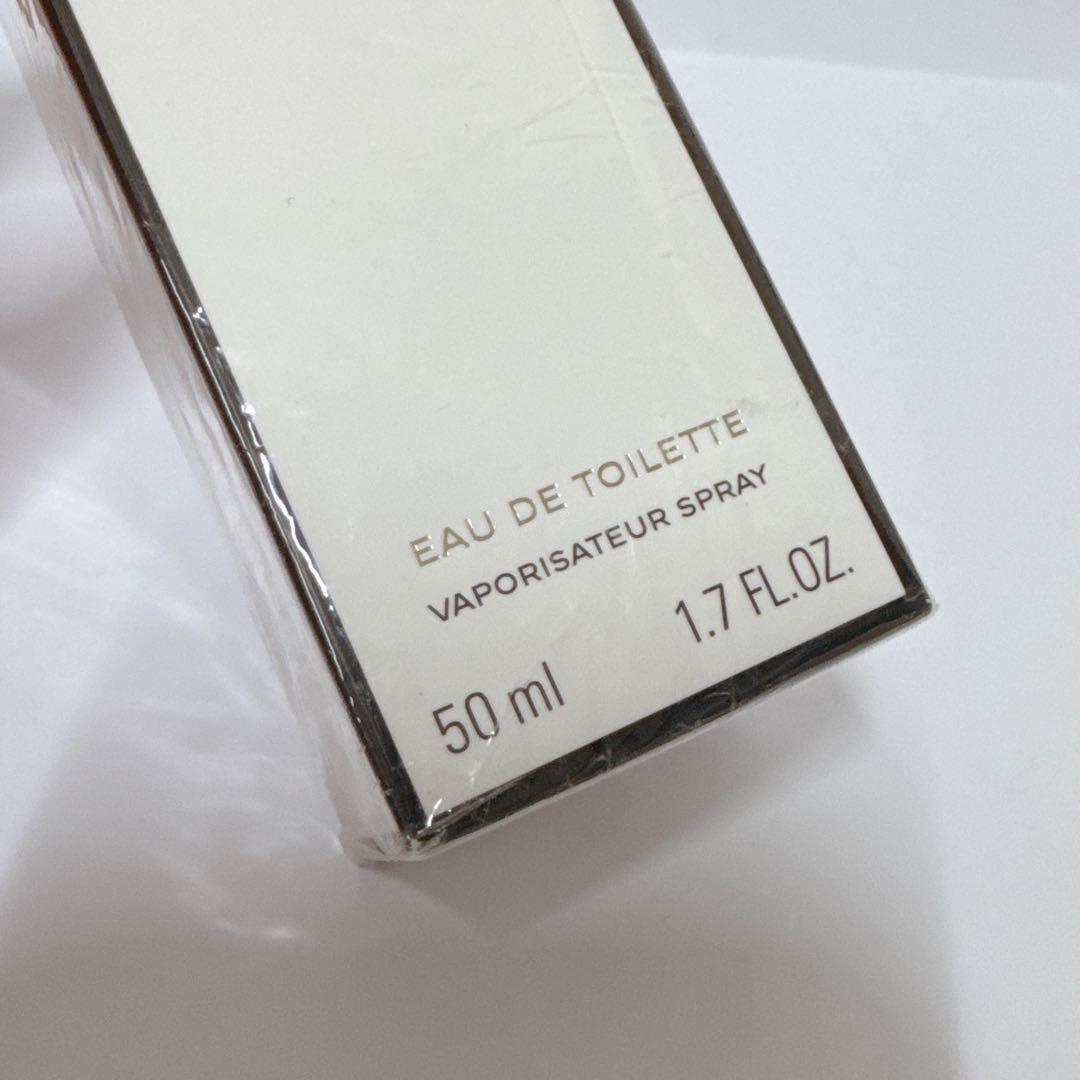 EAU DE TOILETTE
VAPORISATEUR SPRAY
50 ml 1.7 FL.OZ.